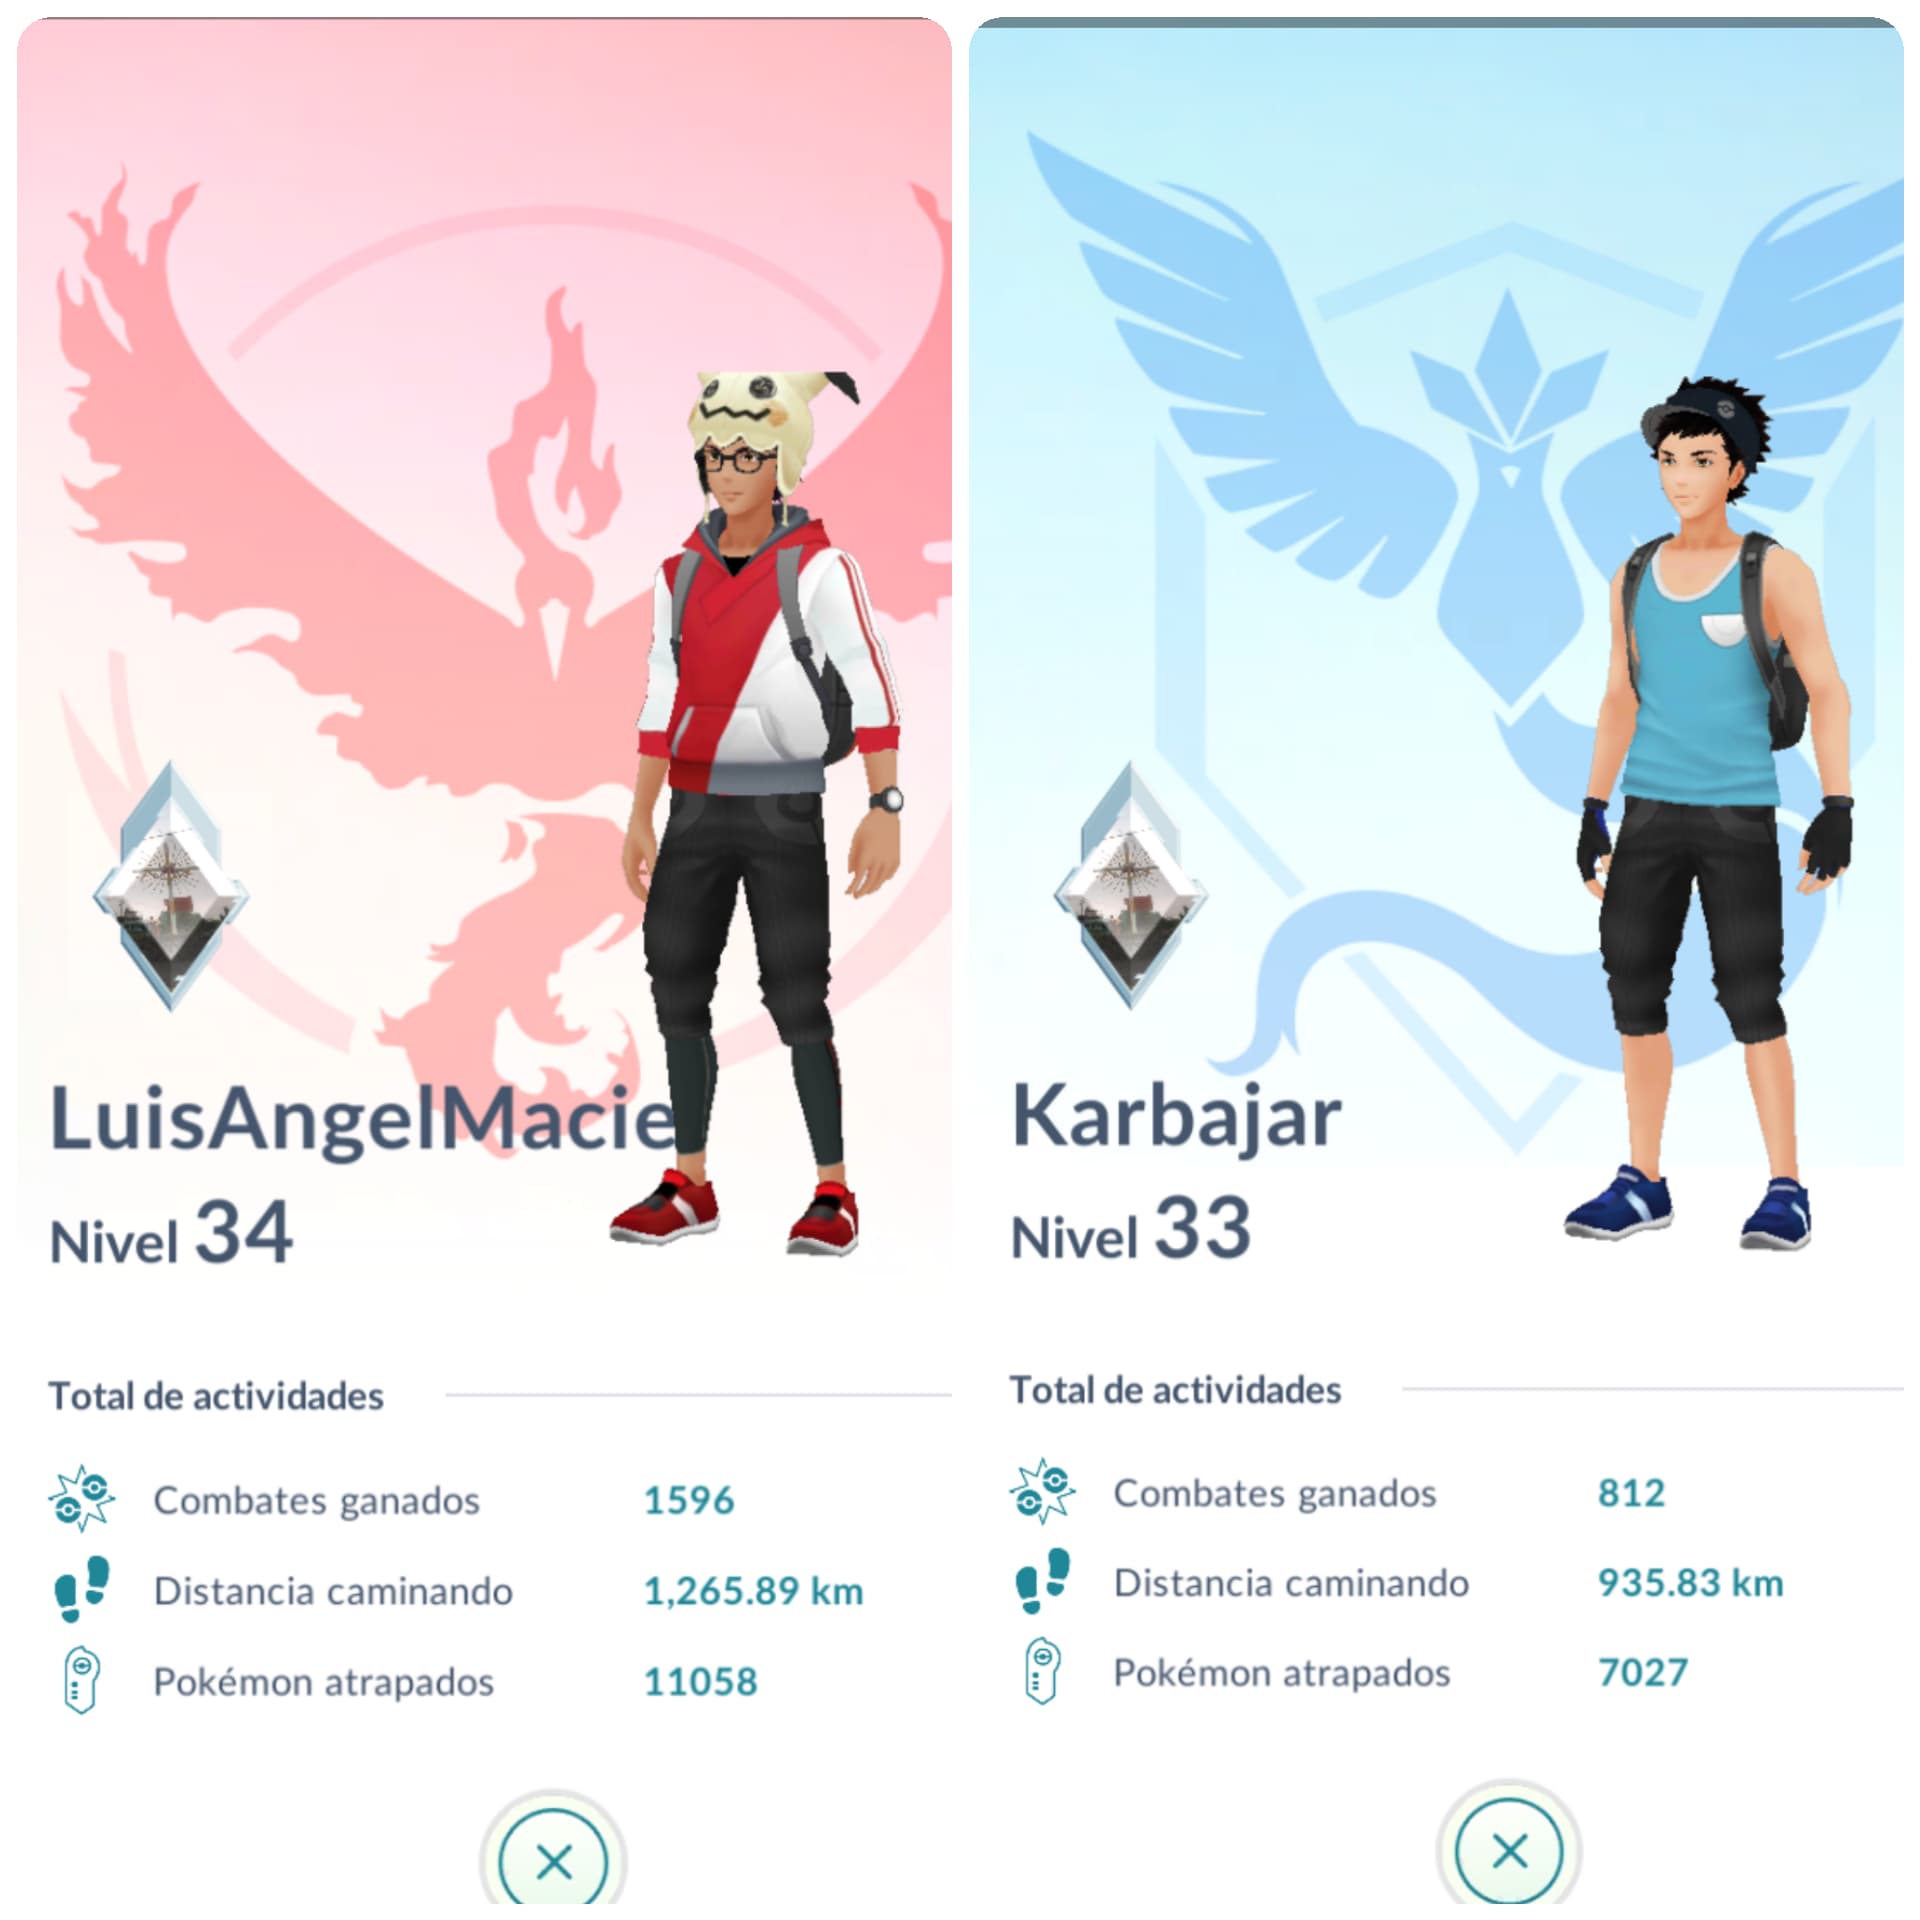 LuisAngelMacie
Nivel 34
Total de actividades
Combates ganados 1596
Distancia caminando 1,265.89 km
Pokémon atrapados 11058
Karbajar
Nivel 33
Total de actividades
Combates ganados 812
Distancia caminando 935.83 km
Pokémon atrapados 7027